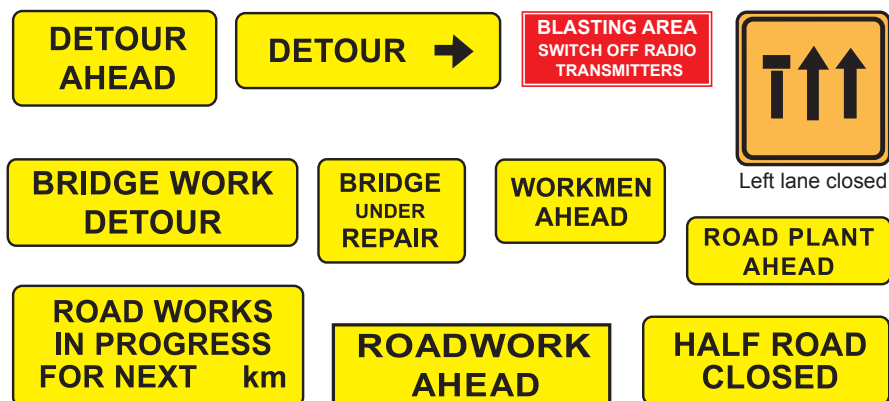 DETOUR
AHEAD
DETOUR
BLASTING AREA
SWITCH OFF RADIO
TRANSMITTERS
Left lane closed
BRIDGE WORK
DETOUR
BRIDGE
UNDER
REPAIR
WORKMEN
AHEAD
ROAD PLANT
AHEAD
ROAD WORKS
IN PROGRESS
FOR NEXT km
ROADWORK
AHEAD
HALF ROAD
CLOSED